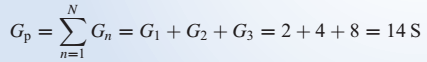 G_p = \sum_{n=1}^{N} G_n = G_1 + G_2 + G_3 = 2 + 4 + 8 = 14 S